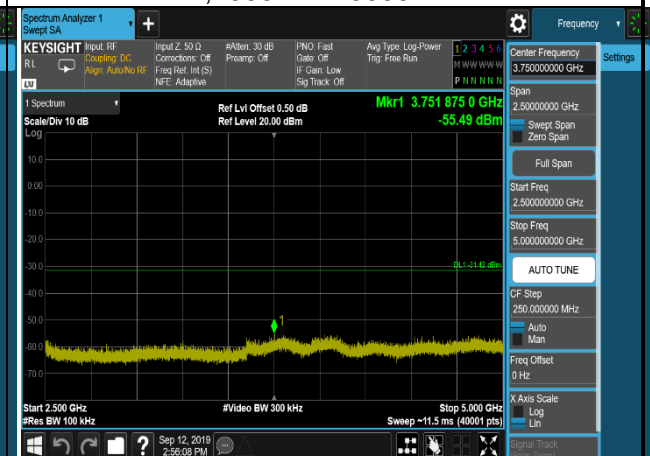 Spectrum Analyzer 1
Swept SA
+
Frequency
KEYSIGHT
RL
LXI
Input: RF
Coupling: DC
Align: Auto/No RF
Input Z: 50 Ω
Corrections: Off
Freq Ref: Int (S)
NFE: Adaptive
#Atten: 30 dB
Preamp: Off
PNO: Fast
Gate: Off
IF Gain: Low
Sig Track: Off
Avg Type: Log-Power
Trig: Free Run
1 2 3 4 5 6
M W W W W W
P N N N N N
Settings
1 Spectrum
Scale/Div 10 dB
Log
Ref Lvl Offset 0.50 dB
Ref Level 20.00 dBm
Mkr1 3.751 875 0 GHz
-55.49 dBm
10.0
0.00
-10.0
-20.0
-30.0
-40.0
-50.0
-60.0
-70.0
DL1 -31.42 dBm
1
Start 2.500 GHz
#Res BW 100 kHz
#Video BW 300 kHz
Stop 5.000 GHz
Sweep ~11.5 ms (40001 pts)
Center Frequency
3.750000000 GHz
Span
2.50000000 GHz
Swept Span
Zero Span
Full Span
Start Freq
2.500000000 GHz
Stop Freq
5.000000000 GHz
AUTO TUNE
CF Step
250.000000 MHz
Auto
Man
Freq Offset
0 Hz
X Axis Scale
Log
Lin
Signal Track
?
Sep 12, 2019
2:56:08 PM